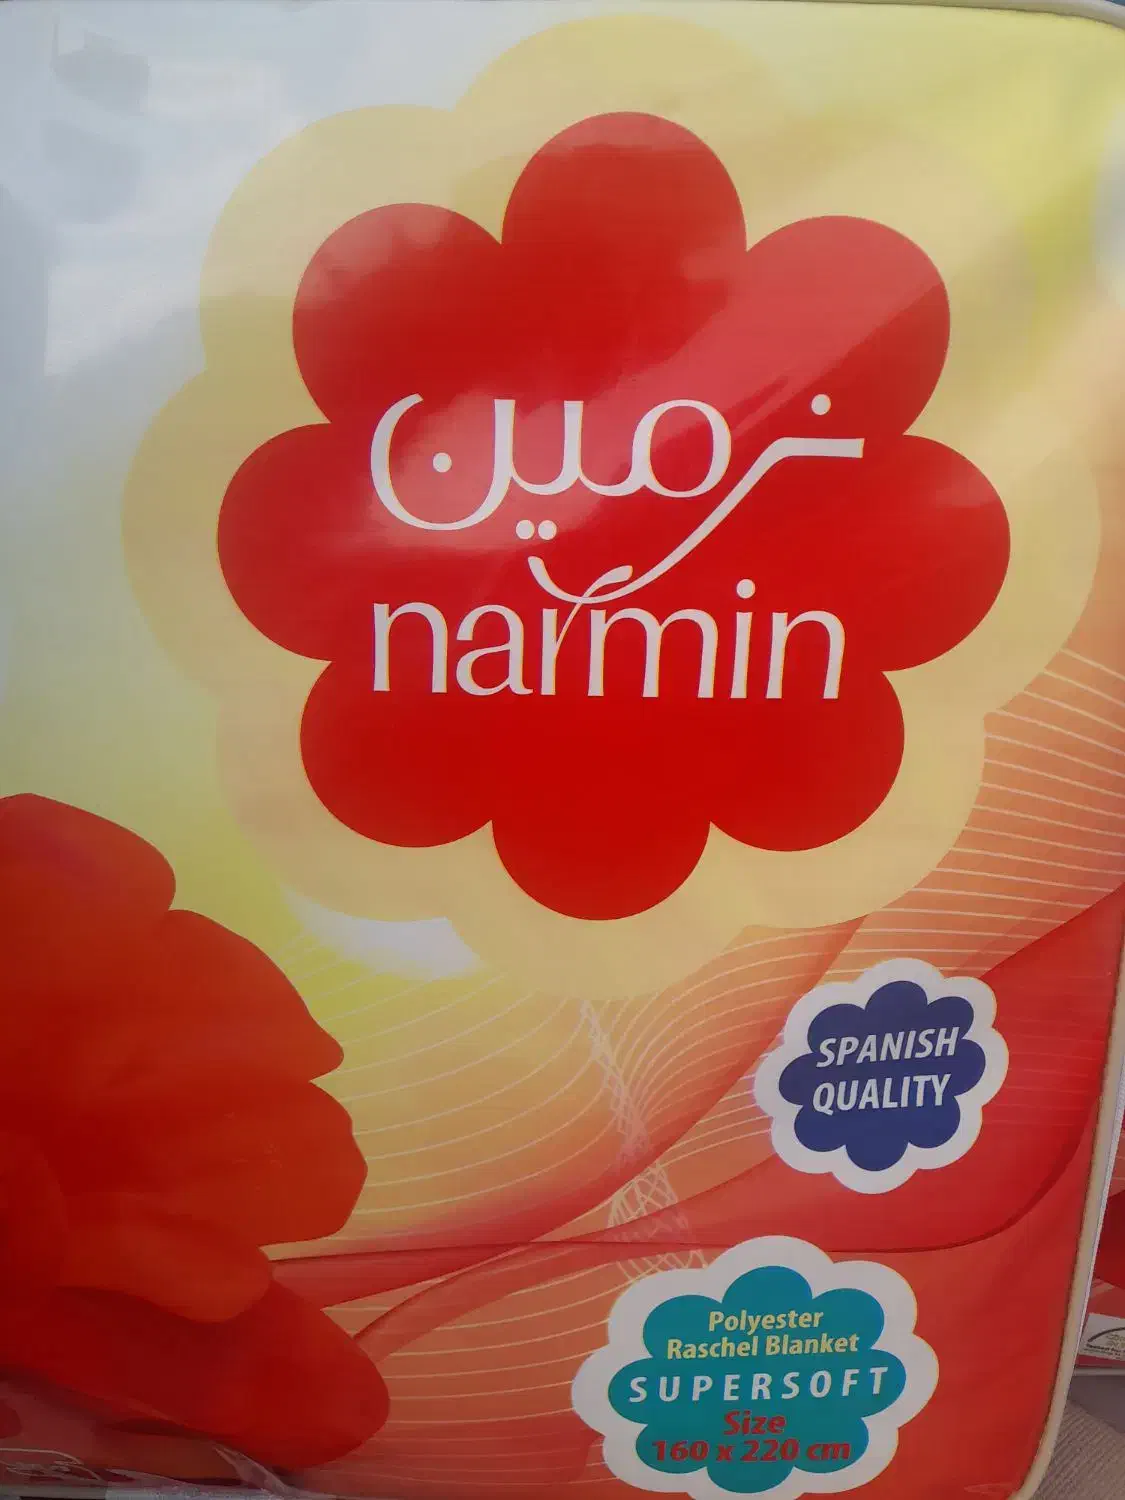 نرمين
narmin
SPANISH
QUALITY
Polyester
Raschel Blanket
SUPERSOFT
Size
160 x 220 cm